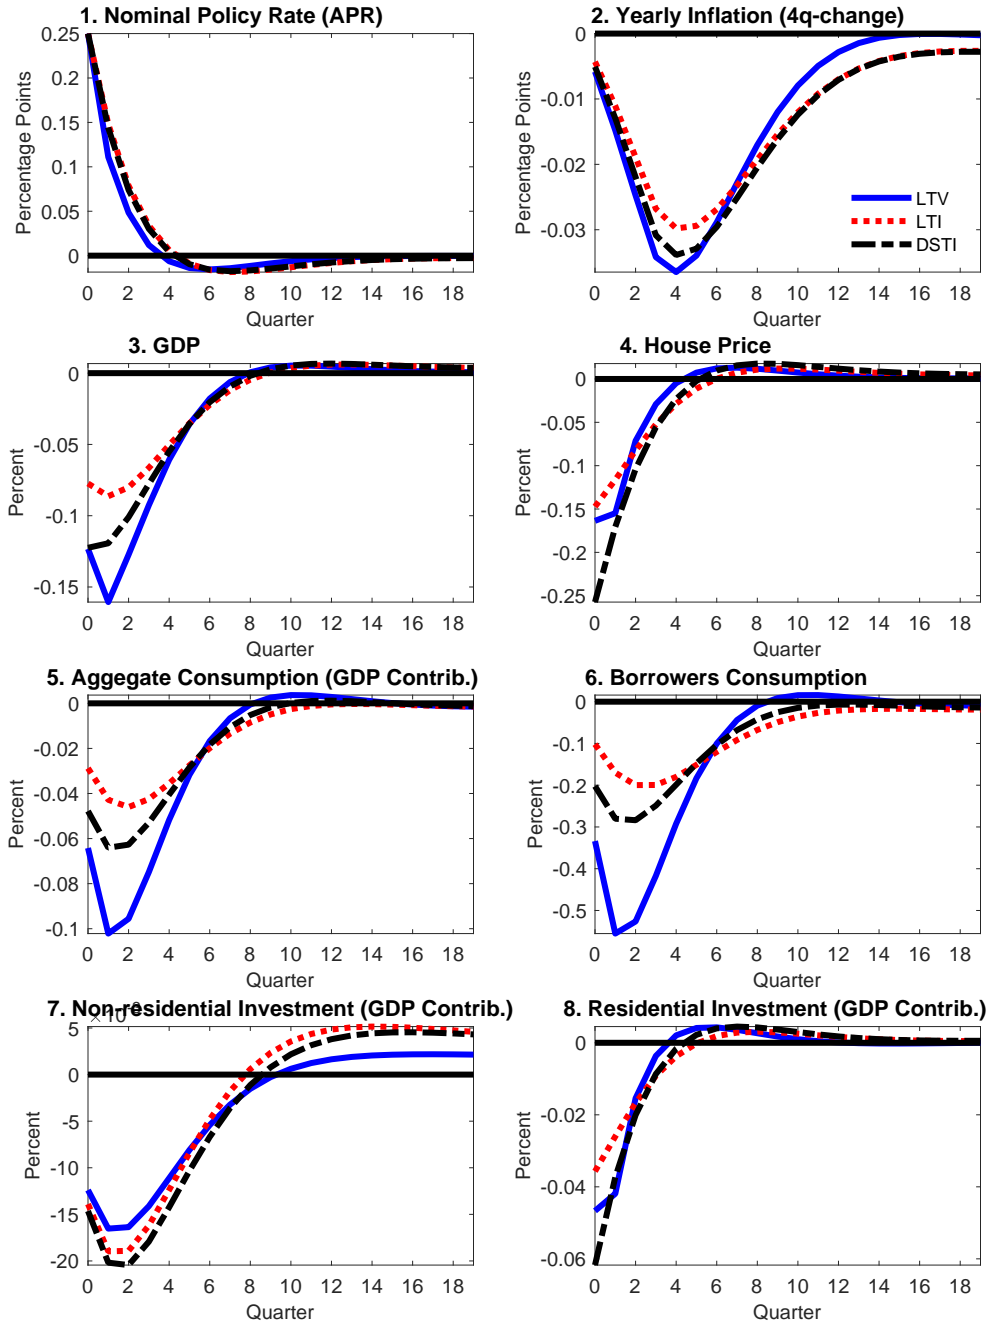 1. Nominal Policy Rate (APR)
0.25
0.2
0.15
0.1
0.05
0
Percentage Points
0 2 4 6 8 10 12 14 16 18
Quarter
2. Yearly Inflation (4q-change)
0
-0.01
-0.02
-0.03
Percentage Points
LTV
LTI
DSTI
0 2 4 6 8 10 12 14 16 18
Quarter
3. GDP
0
-0.05
-0.1
-0.15
Percent
0 2 4 6 8 10 12 14 16 18
Quarter
4. House Price
0
-0.05
-0.1
-0.15
-0.2
-0.25
Percent
0 2 4 6 8 10 12 14 16 18
Quarter
5. Aggegate Consumption (GDP Contrib.)
0
-0.02
-0.04
-0.06
-0.08
-0.1
Percent
0 2 4 6 8 10 12 14 16 18
Quarter
6. Borrowers Consumption
0
-0.1
-0.2
-0.3
-0.4
-0.5
Percent
0 2 4 6 8 10 12 14 16 18
Quarter
7. Non-residential Investment (GDP Contrib.)
5
0
-5
-10
-15
-20
Percent
0 2 4 6 8 10 12 14 16 18
Quarter
8. Residential Investment (GDP Contrib.)
0
-0.02
-0.04
-0.06
Percent
0 2 4 6 8 10 12 14 16 18
Quarter